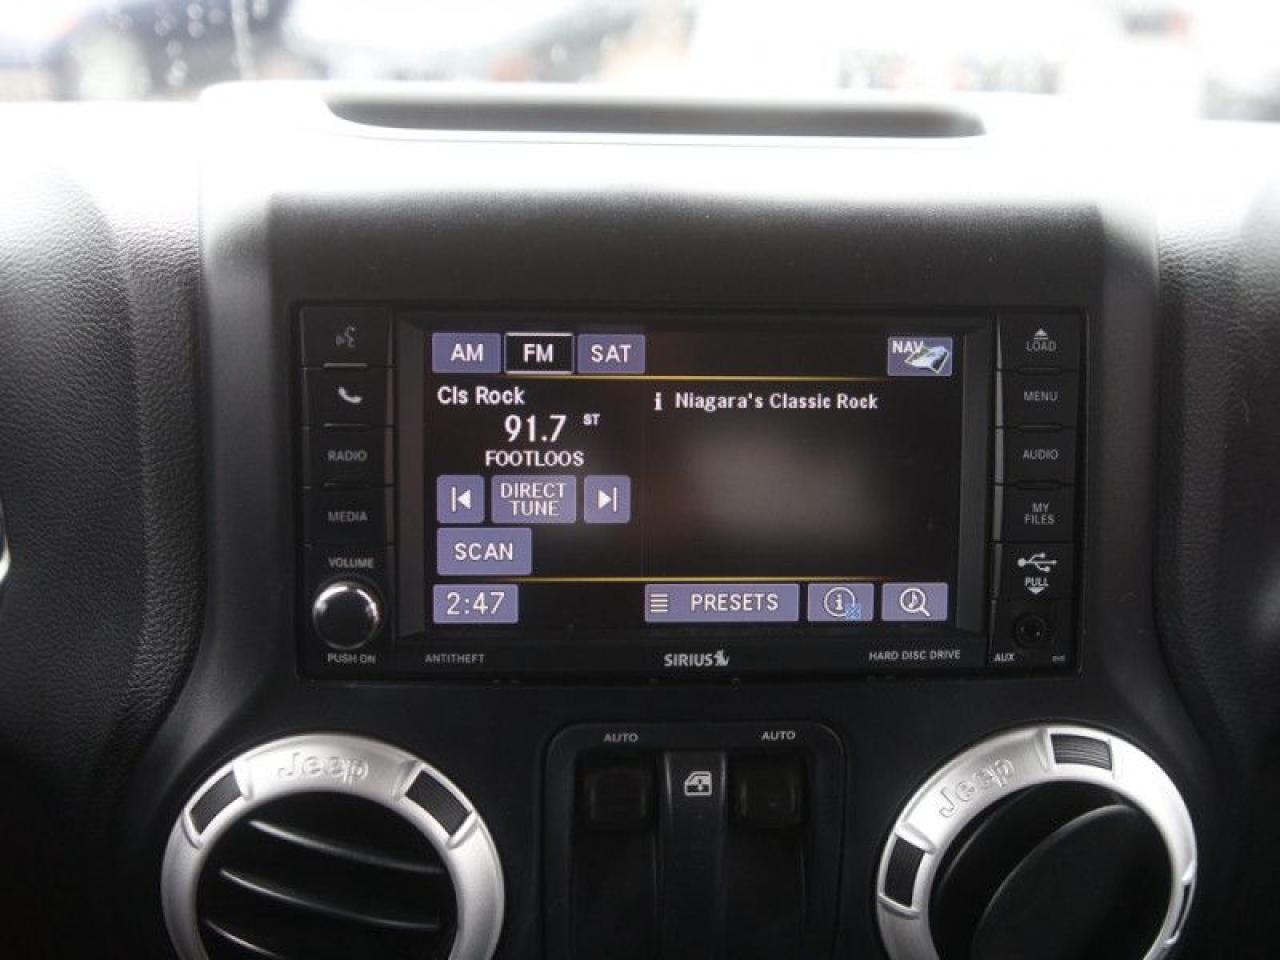 LOAD
AM FM SAT NAV
Cls Rock
91.7 ST
FOOTLOOS
i Niagara's Classic Rock
MENU
RADIO
AUDIO
DIRECT
TUNE
MEDIA
MY
FILES
SCAN
VOLUME
PULL
2:47
PRESETS
i
PUSH ON
ANTITHEFT
SIRIUS
HARD DISC DRIVE
AUX
AUTO
AUTO
Jeep
Jeep